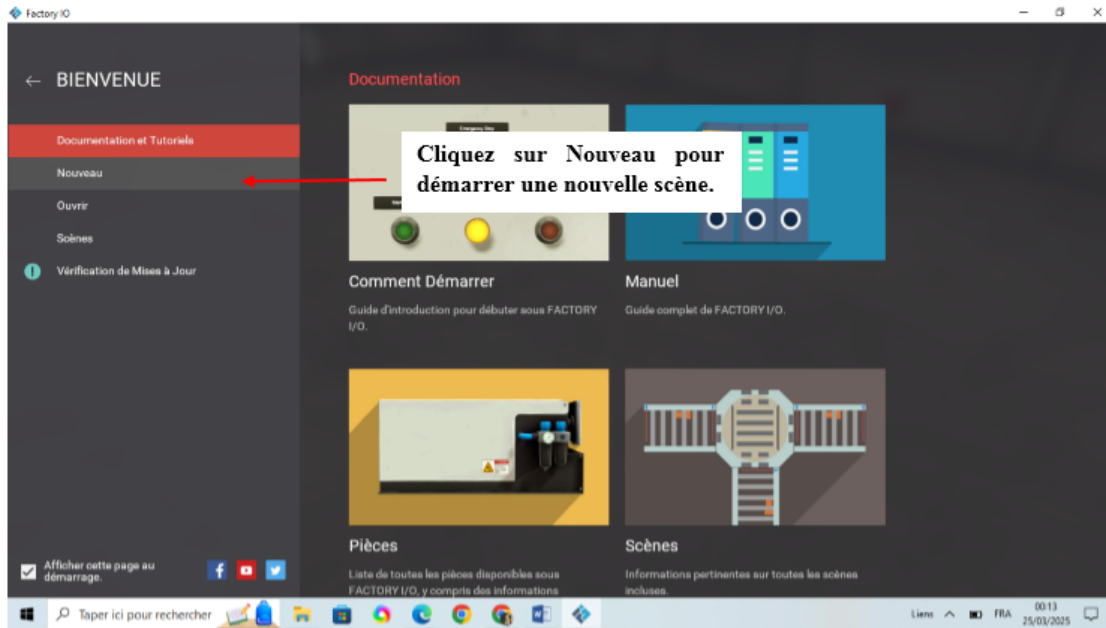 Factory IO
BIENVENUE
Documentation et Tutoriels
Nouveau
Ouvrir
Scènes
Vérification de Mises à Jour
Afficher cette page au
démarrage.
Documentation
Emergency Stop
Cliquez sur Nouveau pour
démarrer une nouvelle scène.
Comment Démarrer
Guide d'introduction pour débuter sous FACTORY
I/O.
Manuel
Guide complet de FACTORY I/O.
Pièces
Liste de toutes les pièces disponibles sous
FACTORY I/O, y compris des informations
Scènes
Informations pertinentes sur toutes les scènes
incluses.
Taper ici pour rechercher
Liens
FRA
00:13
25/03/2025